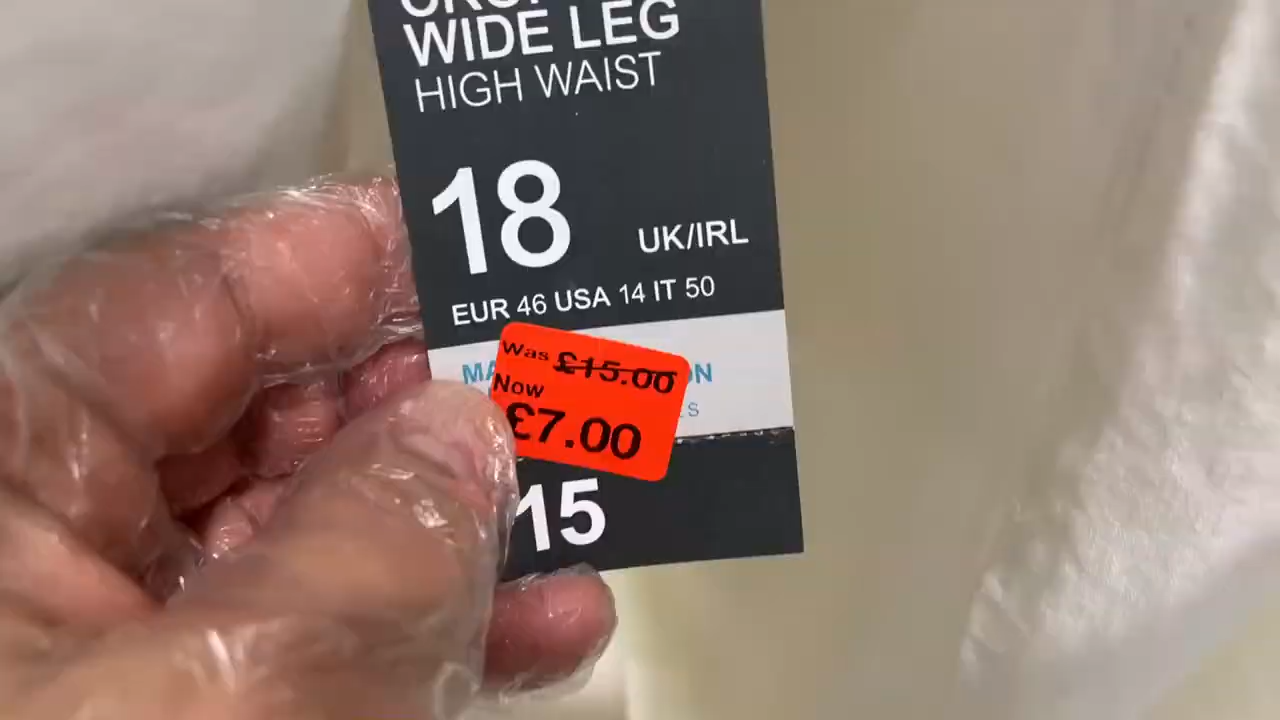 WIDE LEG
HIGH WAIST
18 UK/IRL
EUR 46 USA 14 IT 50
Was £15.00
Now
£7.00
15